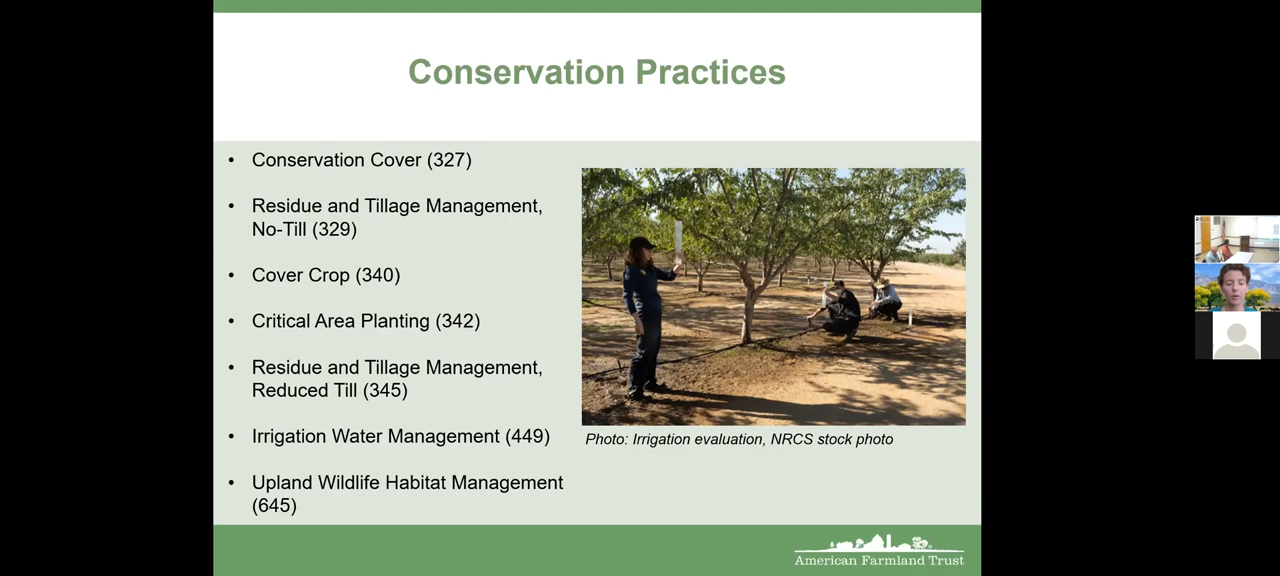 Conservation Practices
• Conservation Cover (327)
• Residue and Tillage Management,
No-Till (329)
• Cover Crop (340)
• Critical Area Planting (342)
• Residue and Tillage Management,
Reduced Till (345)
• Irrigation Water Management (449)
• Upland Wildlife Habitat Management
(645)
Photo: Irrigation evaluation, NRCS stock photo
American Farmland Trust